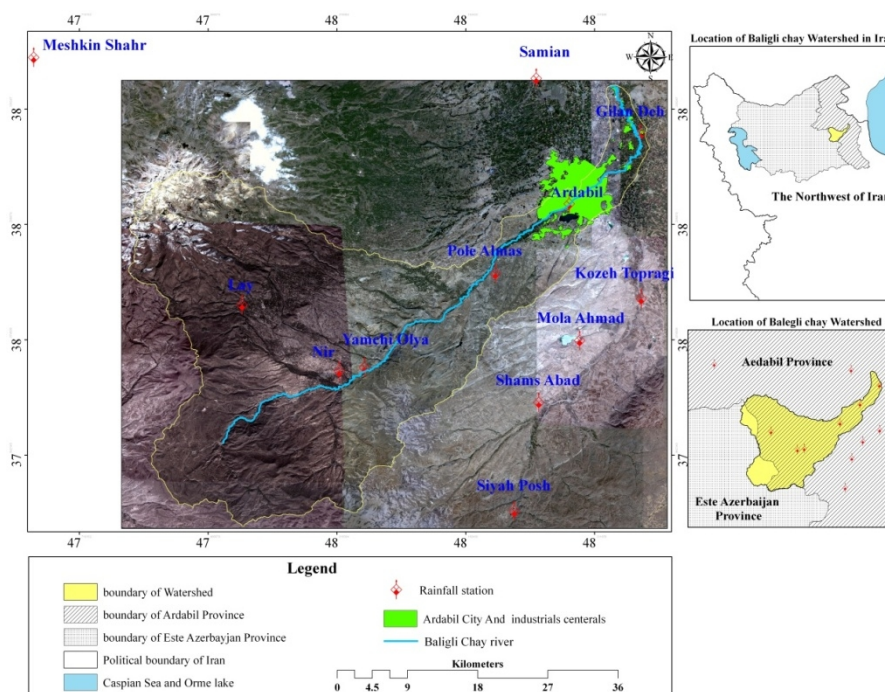 47
47
48
48
48
Meshkin Shahr
Samian
N
W
E
S
38
38
38
37
Gilan Deh
Ardabil
Pole Almas
Kozeh Topragi
Lay
Mola Ahmad
Yamchi Olya
Nir
Shams Abad
Siyah Posh
38
38
38
37
47
47
48
48
48
Location of Baligli chay Watershed in Ira
The Northwest of Iran
Location of Balegli chay Watershed
Aedabil Province
Este Azerbaijan
Province
Legend
boundary of Watershed
boundary of Ardabil Province
boundary of Este Azerbayjan Province
Political boundary of Iran
Caspian Sea and Orme lake
Rainfall station
Ardabil City And industrials centerals
Baligli Chay river
Kilometers
0 4.5 9 18 27 36